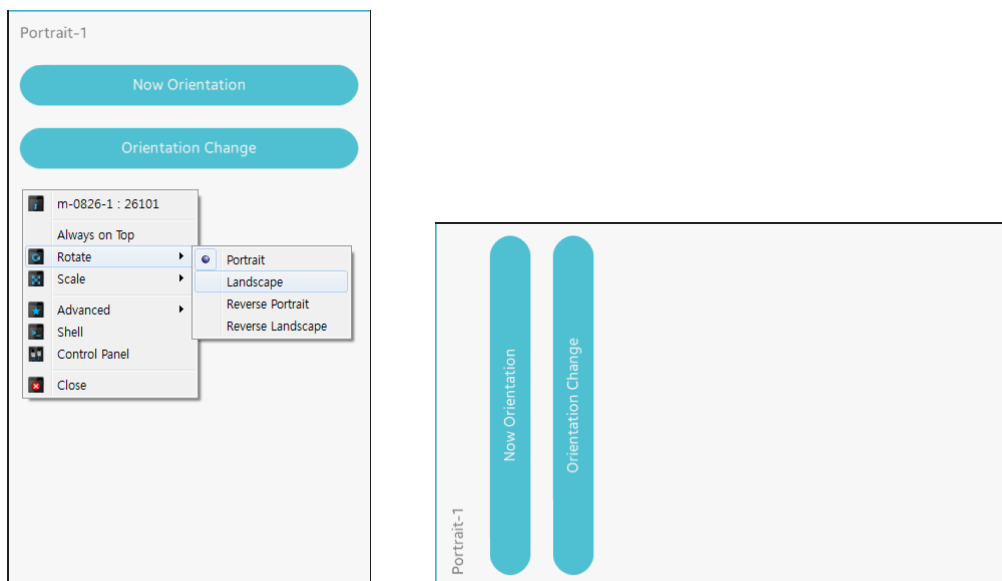 Portrait-1
Now Orientation
Orientation Change
m-0826-1 : 26101
Always on Top
Rotate
Scale
Advanced
Shell
Control Panel
Close
Portrait
Landscape
Reverse Portrait
Reverse Landscape
Portrait-1
Now Orientation
Orientation Change